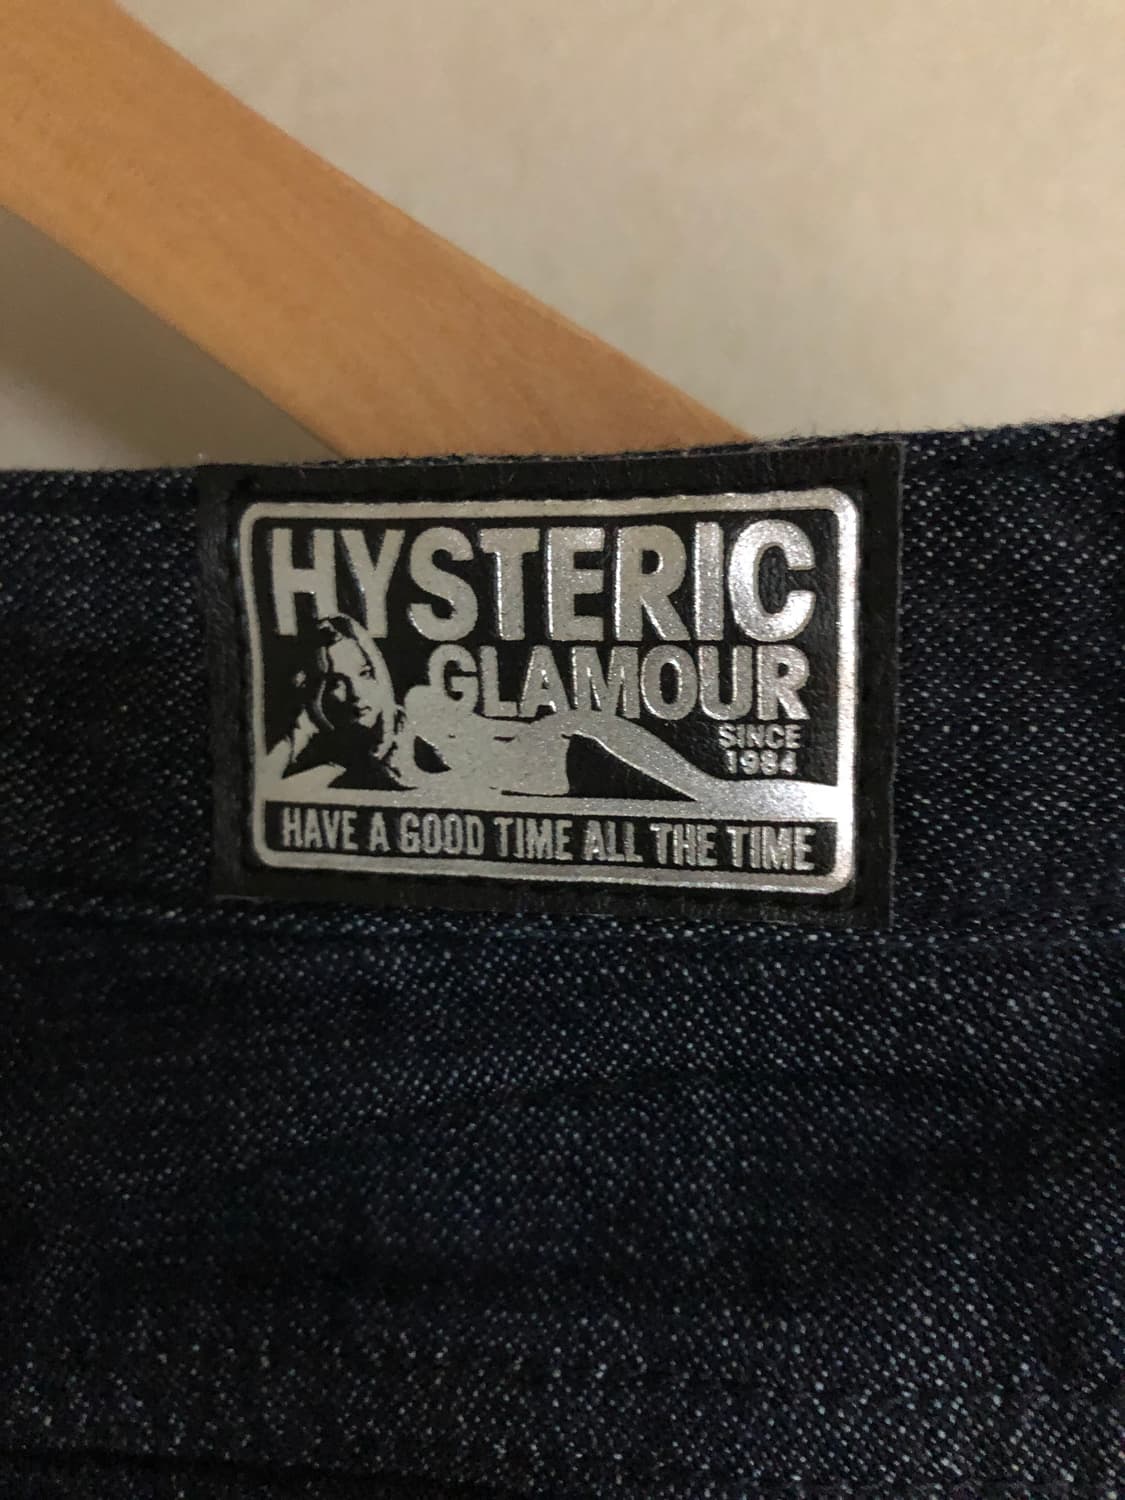 HYSTERIC
GLAMOUR
SINCE
1984
HAVE A GOOD TIME ALL THE TIME